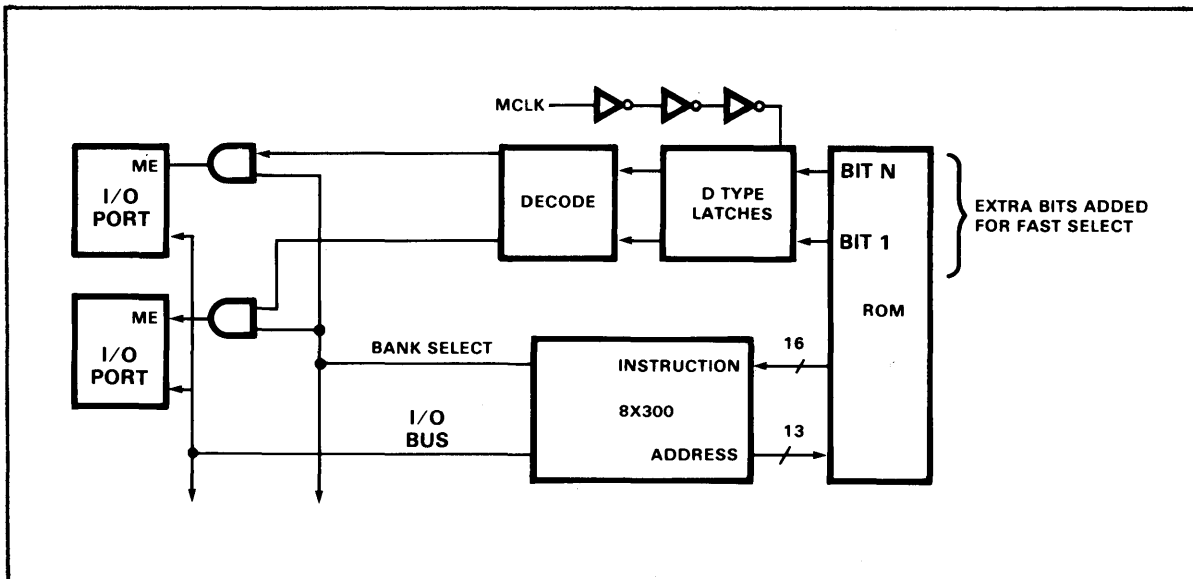 MCLK
ME
I/O
PORT
DECODE
D TYPE
LATCHES
BIT N
BIT 1
EXTRA BITS ADDED
FOR FAST SELECT
ROM
ME
I/O
PORT
BANK SELECT
I/O
BUS
INSTRUCTION
8X300
ADDRESS
16
13